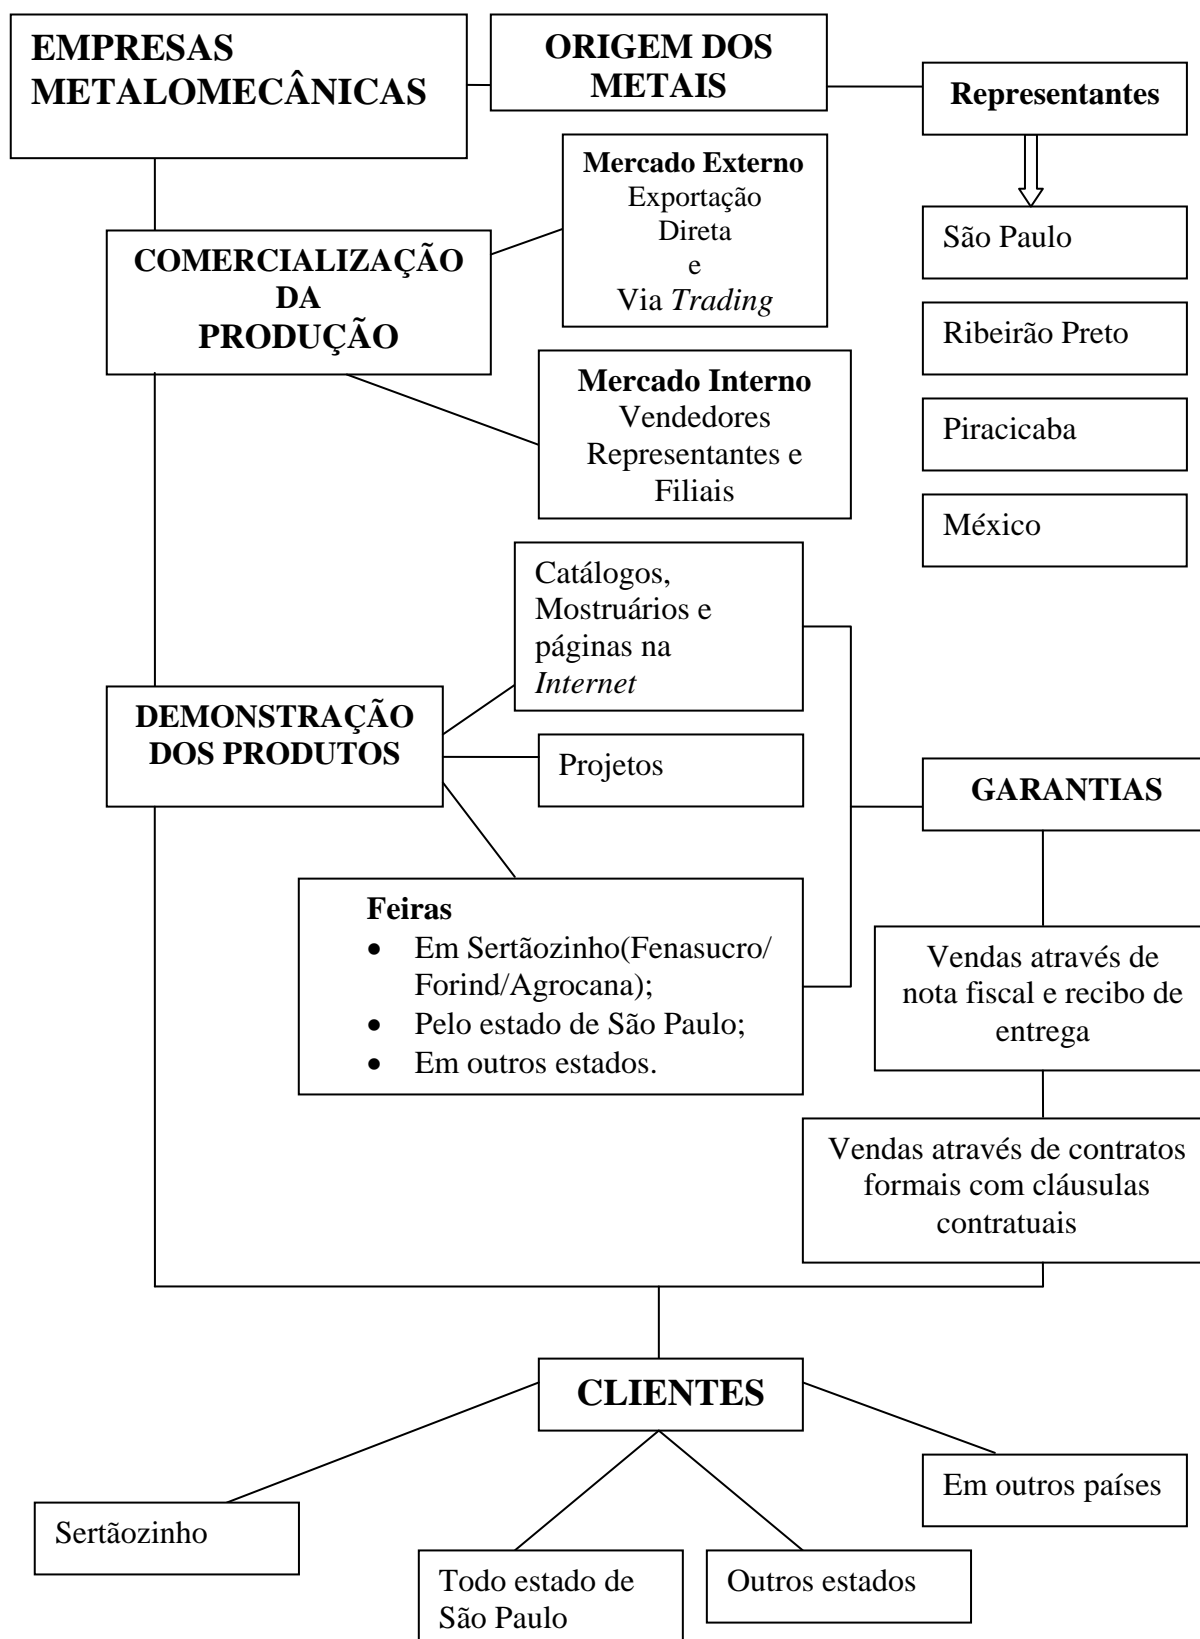 EMPRESAS
METALOMECÂNICAS
ORIGEM DOS
METAIS
Representantes
Mercado Externo
Exportação
Direta
e
Via Trading
São Paulo
COMERCIALIZAÇÃO
DA
PRODUÇÃO
Ribeirão Preto
Mercado Interno
Vendedores
Representantes e
Filiais
Piracicaba
México
Catálogos,
Mostruários e
páginas na
Internet
DEMONSTRAÇÃO
DOS PRODUTOS
Projetos
GARANTIAS
Feiras
• Em Sertãozinho(Fenasucro/
Forind/Agrocana);
• Pelo estado de São Paulo;
• Em outros estados.
Vendas através de
nota fiscal e recibo de
entrega
Vendas através de contratos
formais com cláusulas
contratuais
CLIENTES
Em outros países
Sertãozinho
Todo estado de
São Paulo
Outros estados